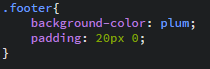 .footer{
    background-color: plum;
    padding: 20px 0;
}